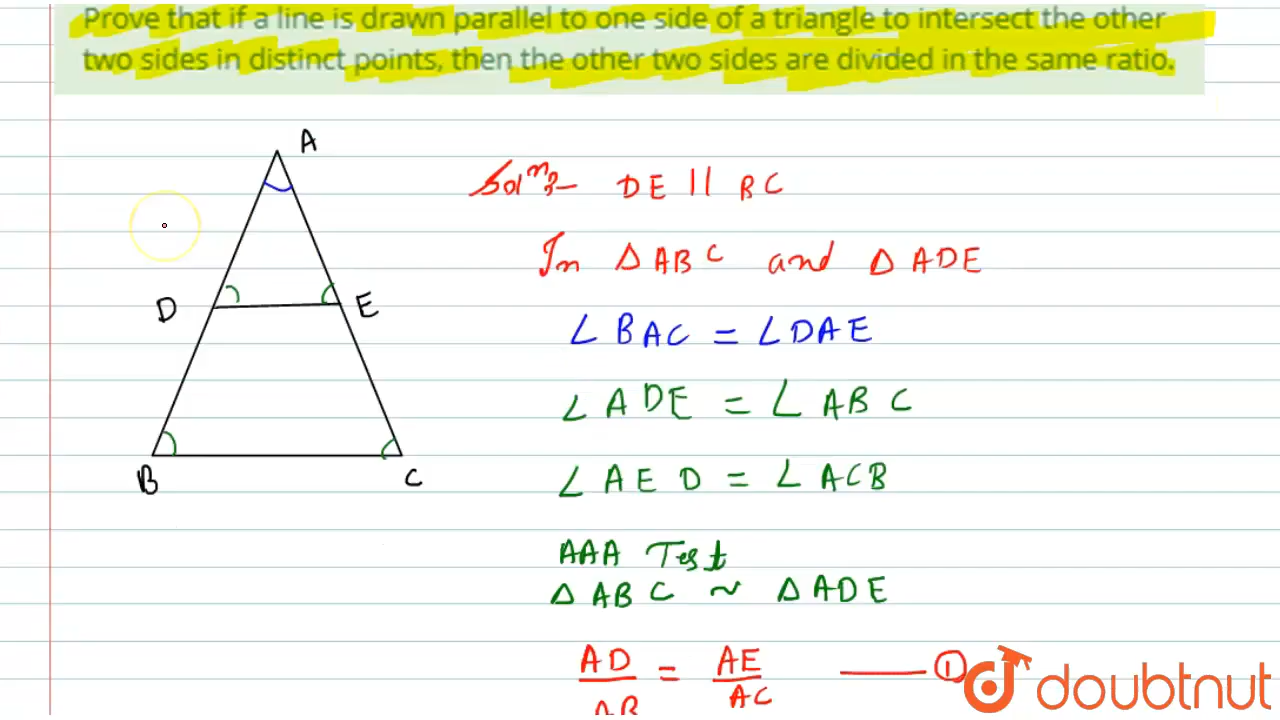 Prove that if a line is drawn parallel to one side of a triangle to intersect the other
two sides in distinct points, then the other two sides are divided in the same ratio.
A
Solⁿ:- DE || BC
In △ABC and △ADE
D E
∠BAC = ∠DAE
∠ADE = ∠ABC
B C
∠AED = ∠ACB
AAA Test
△ABC ~ △ADE
AD/AB = AE/AC —— ①
doubtnut